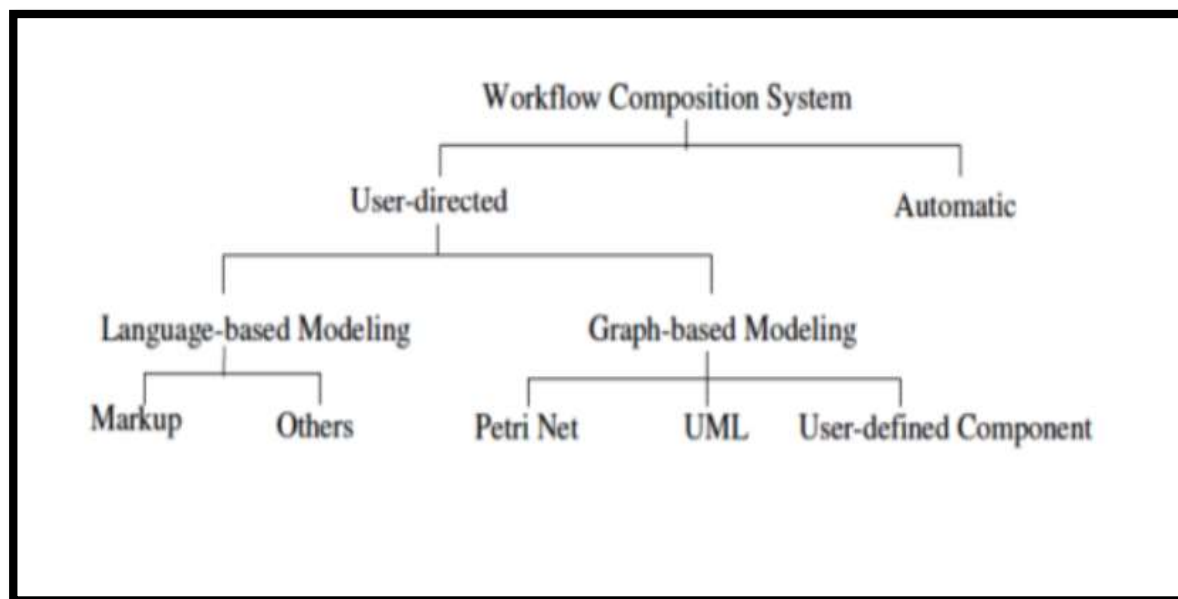 Workflow Composition System
User-directed
Automatic
Language-based Modeling
Graph-based Modeling
Markup
Others
Petri Net
UML
User-defined Component